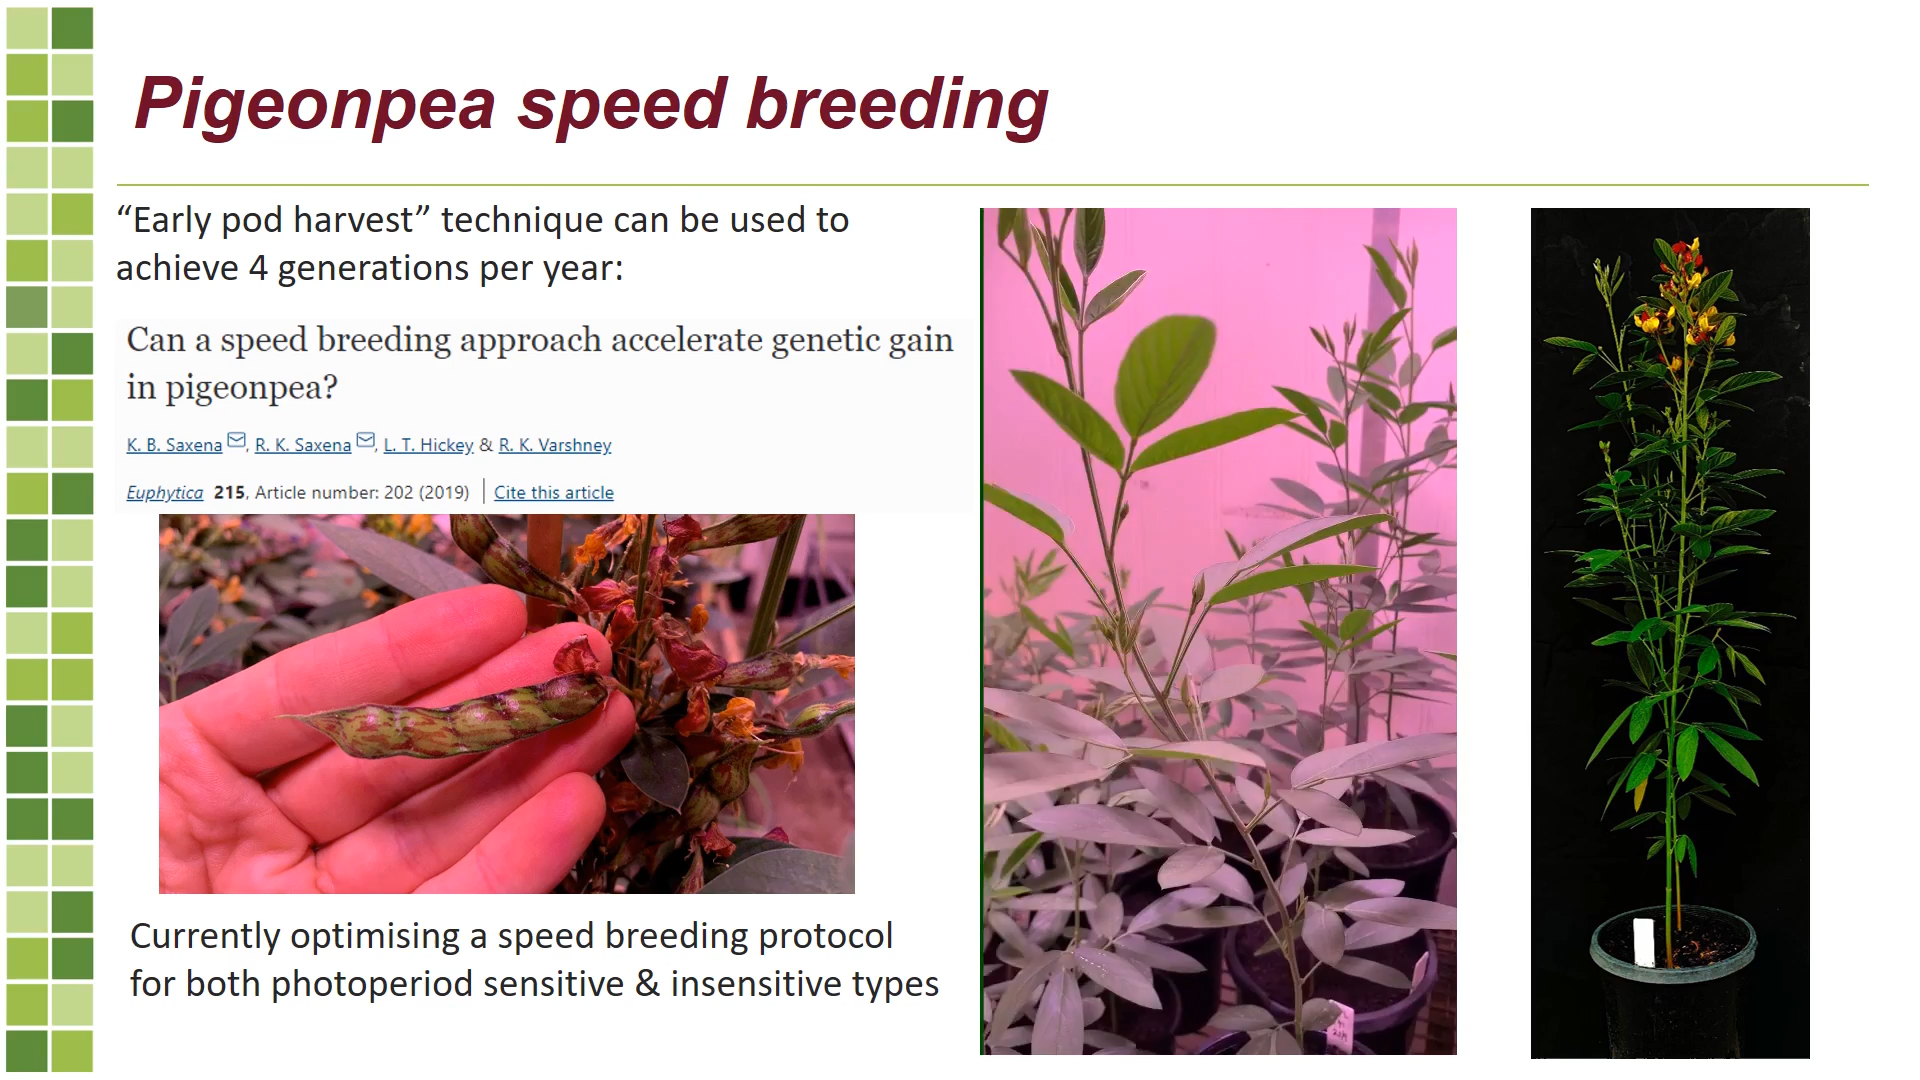 Pigeonpea speed breeding
“Early pod harvest” technique can be used to
achieve 4 generations per year:
Can a speed breeding approach accelerate genetic gain
in pigeonpea?
K. B. Saxena, R. K. Saxena, L. T. Hickey & R. K. Varshney
Euphytica 215, Article number: 202 (2019) | Cite this article
Currently optimising a speed breeding protocol
for both photoperiod sensitive & insensitive types